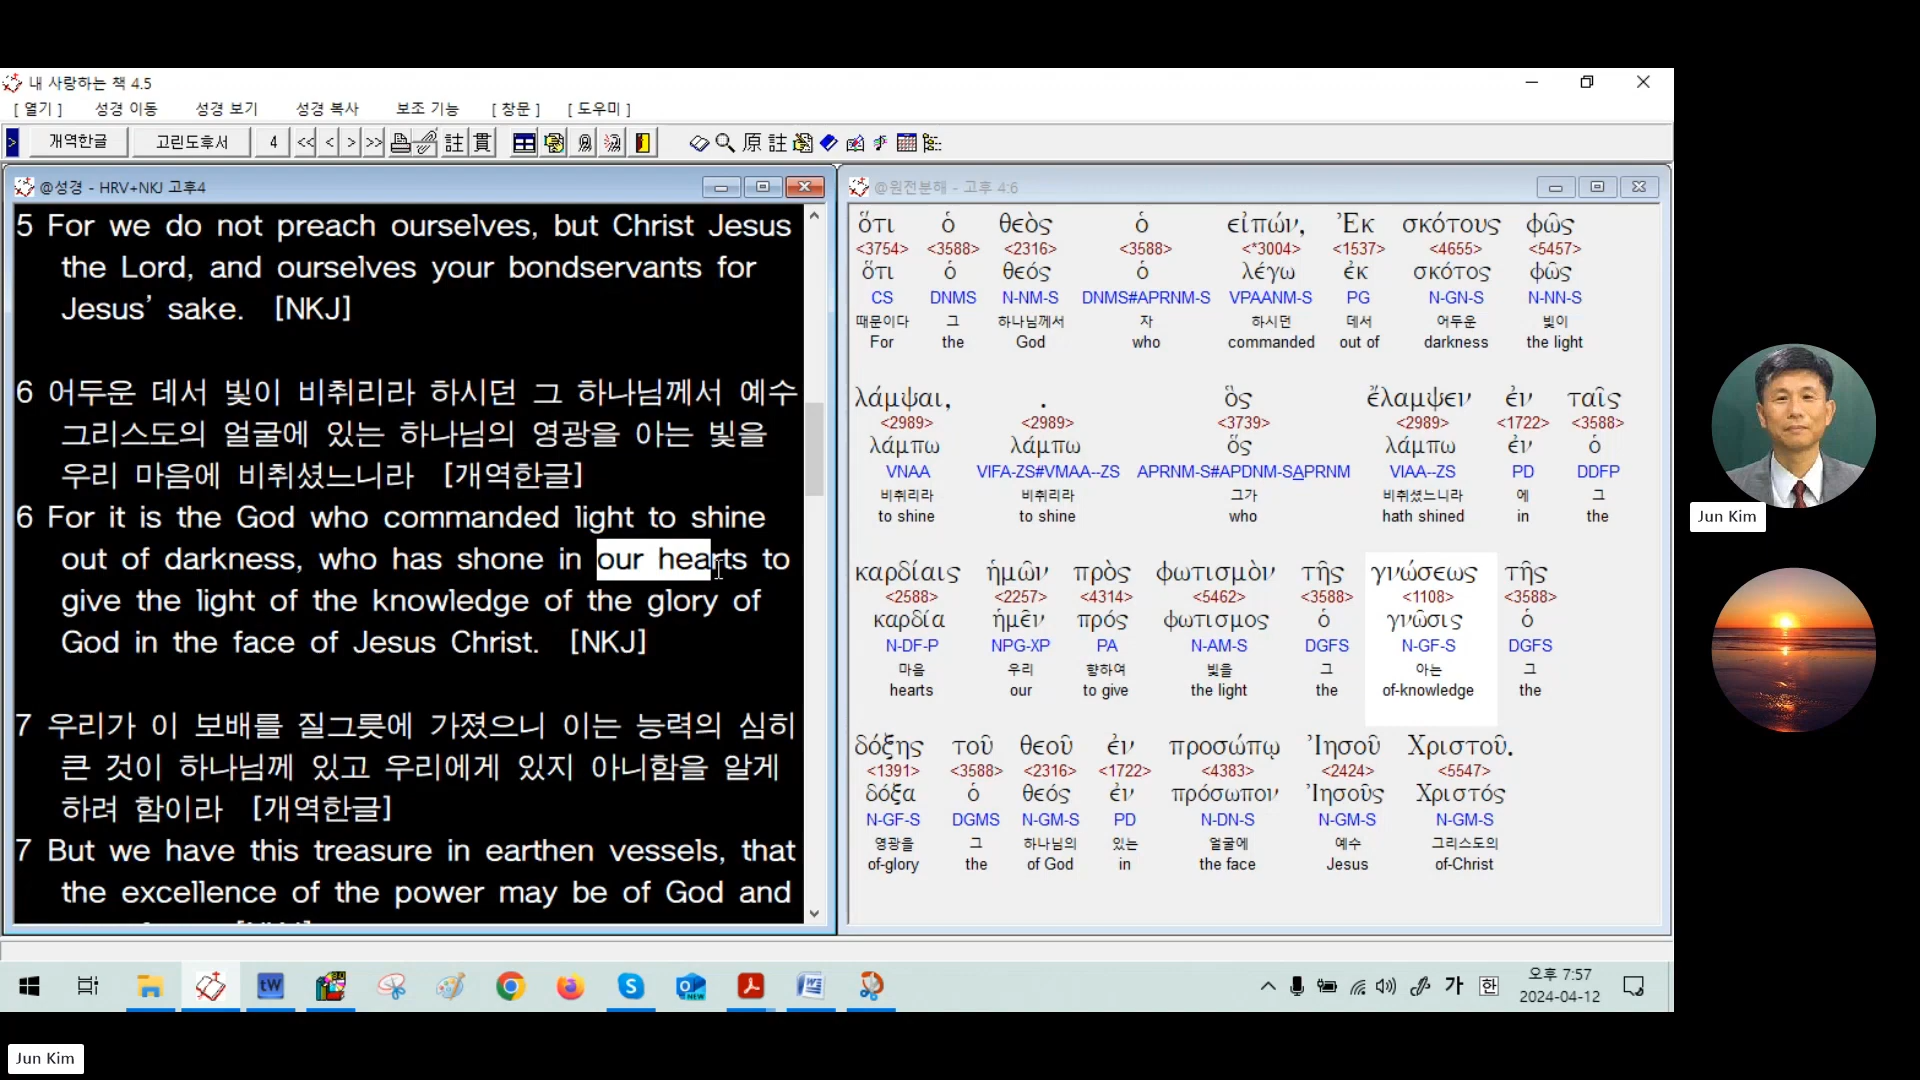 내 사랑하는 책 4.5
[ 열기 ] 성경 이동 성경 보기 성경 복사 보조 기능 [ 창문 ] [ 도우미 ]
개역한글 고린도후서 4 << < > >> 註 貫 原 註
@성경 - HRV+NKJ 고후4
5 For we do not preach ourselves, but Christ Jesus
the Lord, and ourselves your bondservants for
Jesus’ sake. [NKJ]
6 어두운 데서 빛이 비취리라 하시던 그 하나님께서 예수
그리스도의 얼굴에 있는 하나님의 영광을 아는 빛을
우리 마음에 비취셨느니라 [개역한글]
6 For it is the God who commanded light to shine
out of darkness, who has shone in our hearts to
give the light of the knowledge of the glory of
God in the face of Jesus Christ. [NKJ]
7 우리가 이 보배를 질그릇에 가졌으니 이는 능력의 심히
큰 것이 하나님께 있고 우리에게 있지 아니함을 알게
하려 함이라 [개역한글]
7 But we have this treasure in earthen vessels, that
the excellence of the power may be of God and
@원전분해 - 고후 4:6
ὅτι ὁ θεὸς ὁ εἰπών, Ἐκ σκότους φῶς
<3754> <3588> <2316> <3588> <*3004> <1537> <4655> <5457>
ὅτι ὁ θεός ὁ λέγω ἐκ σκότος φῶς
CS DNMS N-NM-S DNMS#APRNM-S VPAANM-S PG N-GN-S N-NN-S
때문이다 그 하나님께서 자 하시던 데서 어두운 빛이
For the God who commanded out of darkness the light
λάμψαι, . ὃς ἔλαμψεν ἐν ταῖς
<2989> <2989> <3739> <2989> <1722> <3588>
λάμπω λάμπω ὅς λάμπω ἐν ὁ
VNAA VIFA-ZS#VMAA--ZS APRNM-S#APDNM-SAPRNM VIAA--ZS PD DDFP
비취리라 비취리라 그가 비취셨느니라 에 그
to shine to shine who hath shined in the
καρδίαις ἡμῶν πρὸς φωτισμὸν τῆς γνώσεως τῆς
<2588> <2257> <4314> <5462> <3588> <1108> <3588>
καρδία ἡμῶν πρός φωτισμος ὁ γνῶσις ὁ
N-DF-P NPG-XP PA N-AM-S DGFS N-GF-S DGFS
마음 우리 향하여 빛을 그 아는 그
hearts our to give the light the of-knowledge the
δόξης τοῦ θεοῦ ἐν προσώπῳ Ἰησοῦ Χριστοῦ.
<1391> <3588> <2316> <1722> <4383> <2424> <5547>
δόξα ὁ θεός ἐν πρόσωπον Ἰησοῦς Χριστός
N-GF-S DGMS N-GM-S PD N-DN-S N-GM-S N-GM-S
영광을 그 하나님의 있는 얼굴에 예수 그리스도의
of-glory the of God in the face Jesus of-Christ
가 한 오후 7:57
2024-04-12
Jun Kim
Jun Kim